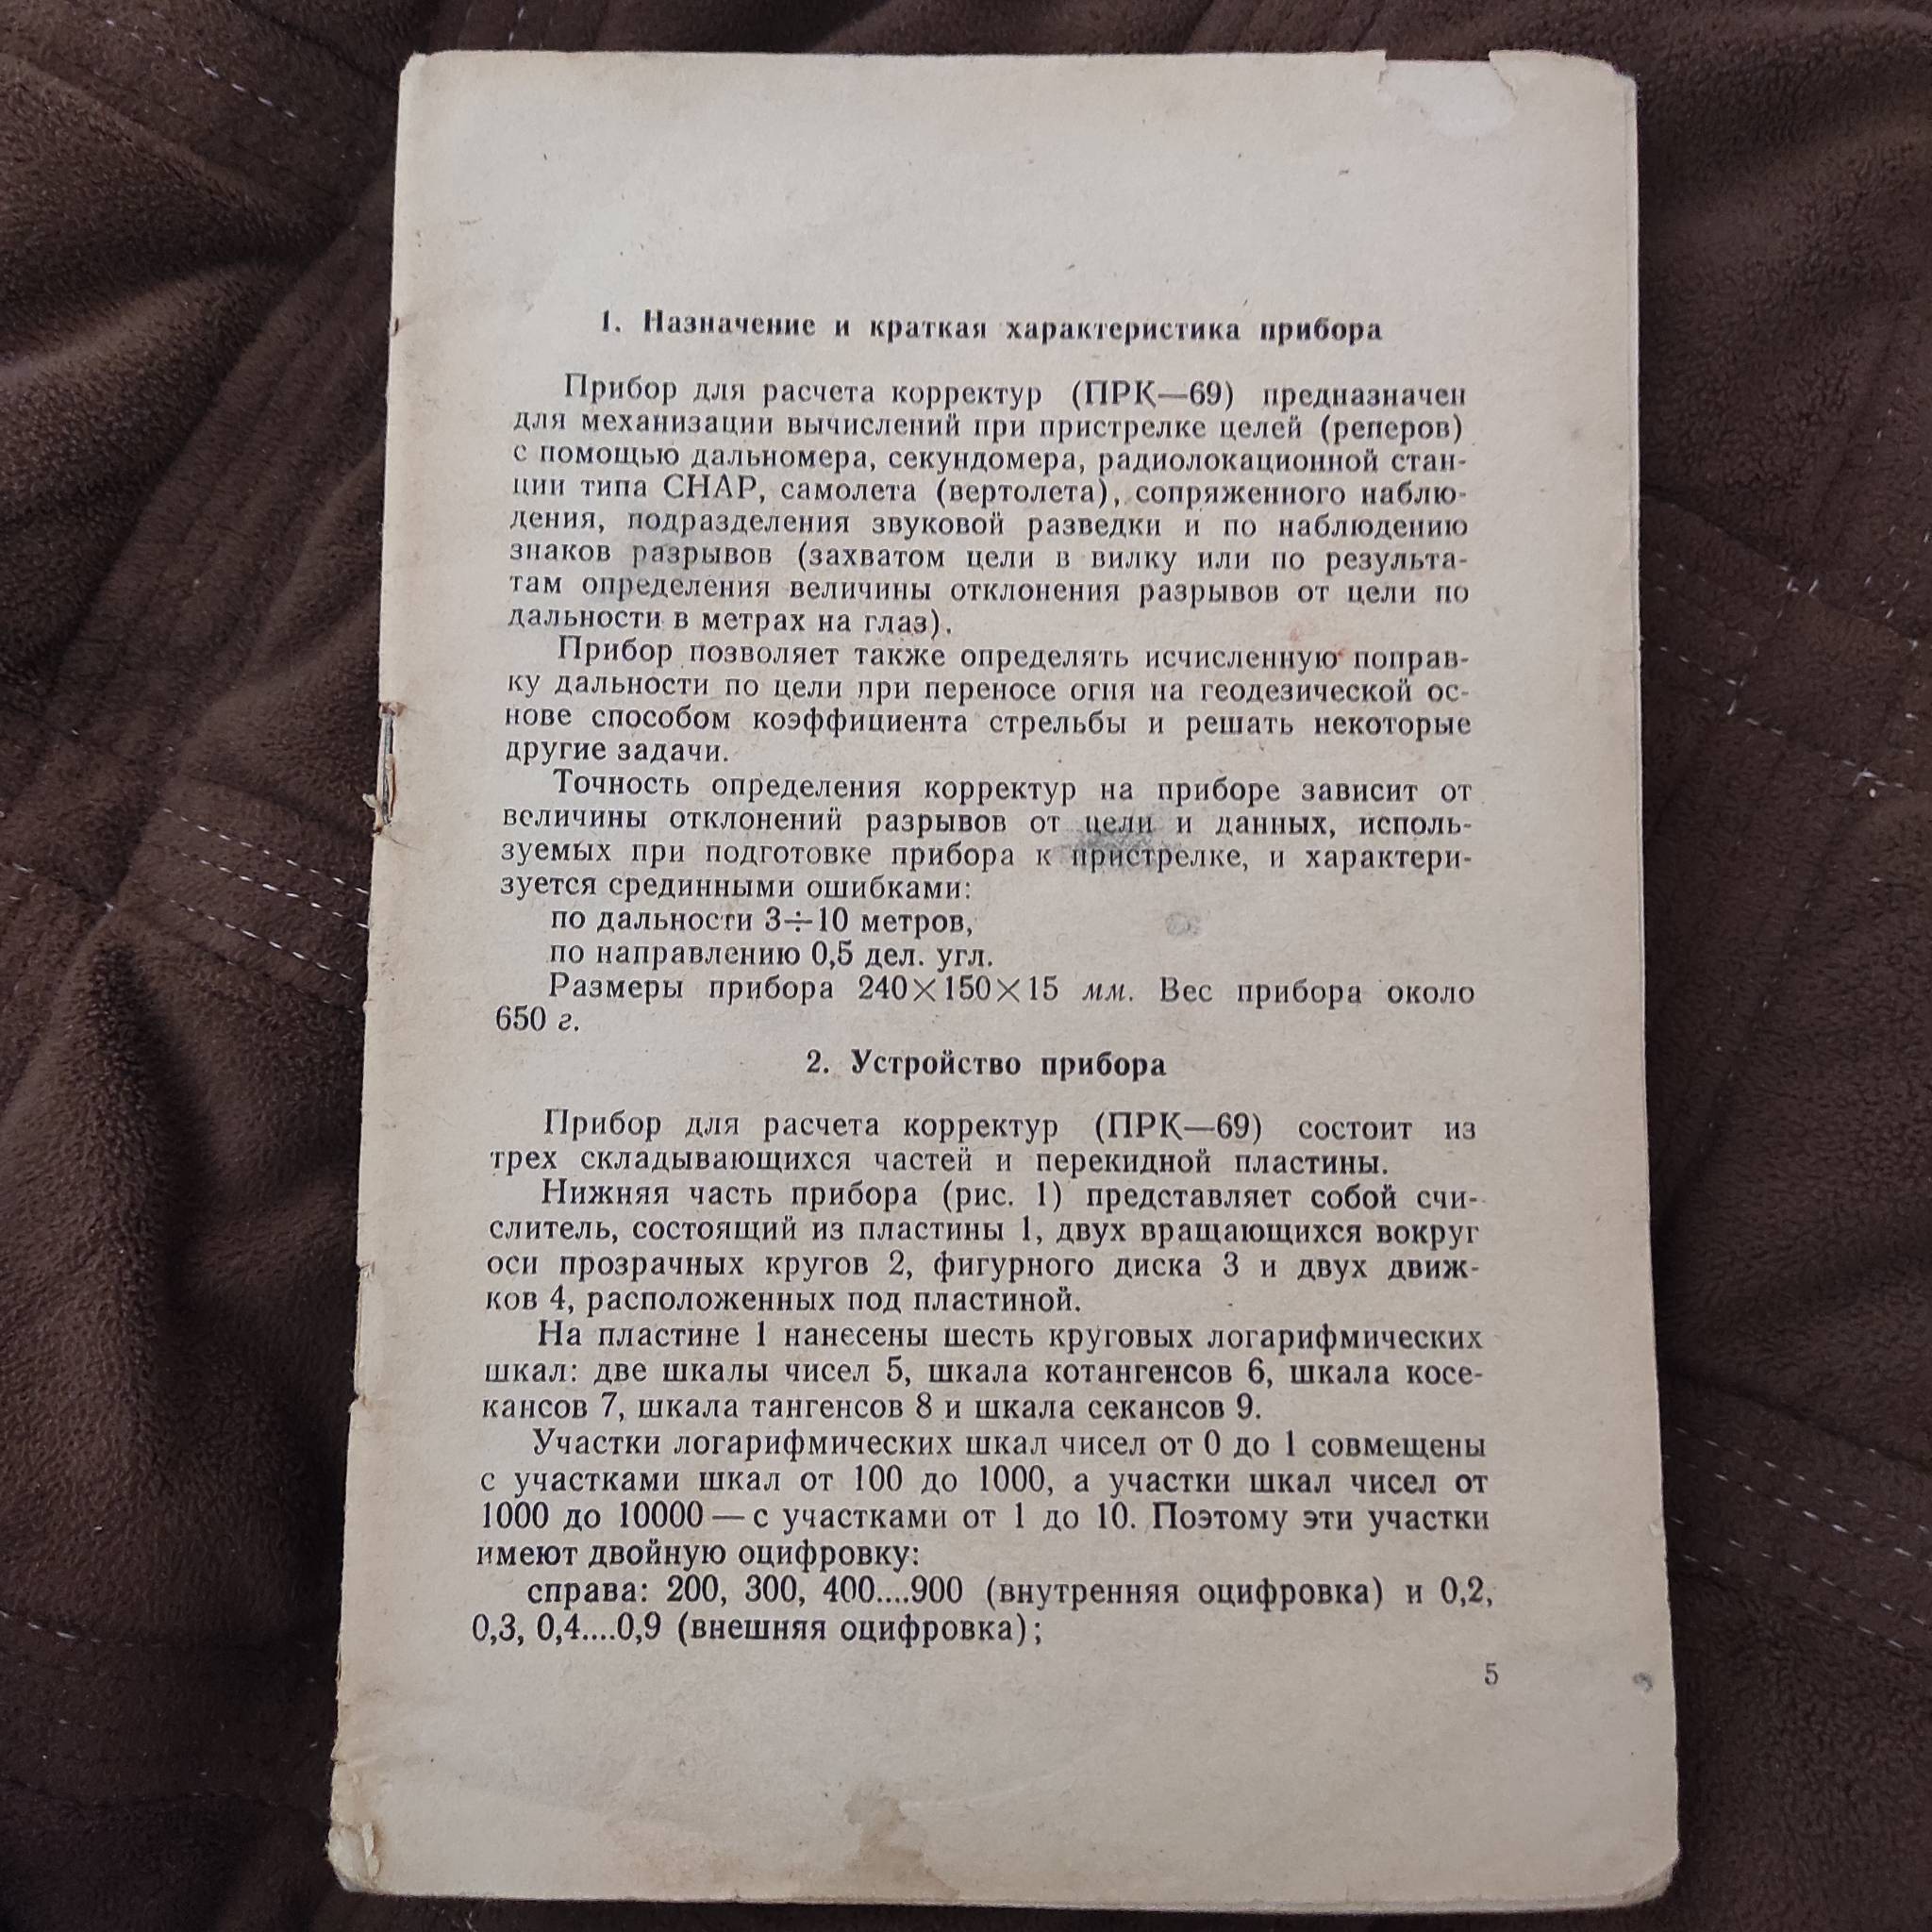 1. Назначение и краткая характеристика прибора
Прибор для расчета корректур (ПРК—69) предназначен
для механизации вычислений при пристрелке целей (реперов)
с помощью дальномера, секундомера, радиолокационной стан-
ции типа СНАР, самолета (вертолета), сопряженного наблю-
дения, подразделения звуковой разведки и по наблюдению
знаков разрывов (захватом цели в вилку или по результа-
там определения величины отклонения разрывов от цели по
дальности в метрах на глаз).
Прибор позволяет также определять исчисленную поправ-
ку дальности по цели при переносе огня на геодезической ос-
нове способом коэффициента стрельбы и решать некоторые
другие задачи.
Точность определения корректур на приборе зависит от
величины отклонений разрывов от цели и данных, исполь-
зуемых при подготовке прибора к пристрелке, и характери-
зуется срединными ошибками:
по дальности 3÷10 метров,
по направлению 0,5 дел. угл.
Размеры прибора 240×150×15 мм. Вес прибора около
650 г.
2. Устройство прибора
Прибор для расчета корректур (ПРК—69) состоит из
трех складывающихся частей и перекидной пластины.
Нижняя часть прибора (рис. 1) представляет собой счи-
слитель, состоящий из пластины 1, двух вращающихся вокруг
оси прозрачных кругов 2, фигурного диска 3 и двух движ-
ков 4, расположенных под пластиной.
На пластине 1 нанесены шесть круговых логарифмических
шкал: две шкалы чисел 5, шкала котангенсов 6, шкала косе-
кансов 7, шкала тангенсов 8 и шкала секансов 9.
Участки логарифмических шкал чисел от 0 до 1 совмещены
с участками шкал от 100 до 1000, а участки шкал чисел от
1000 до 10000 — с участками от 1 до 10. Поэтому эти участки
имеют двойную оцифровку:
справа: 200, 300, 400....900 (внутренняя оцифровка) и 0,2,
0,3, 0,4....0,9 (внешняя оцифровка);
5